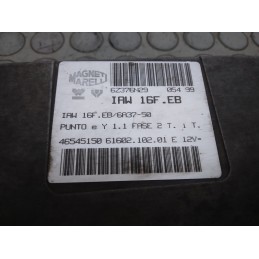 MAGNETI
MARELLI
6237GN29 054 99
IAW 16F.EB
IAW 16F.EB/6A37-50
PUNTO e Y 1.1 FASE 2 T. 1 T.
46545150 61602.102.01 E 12V=